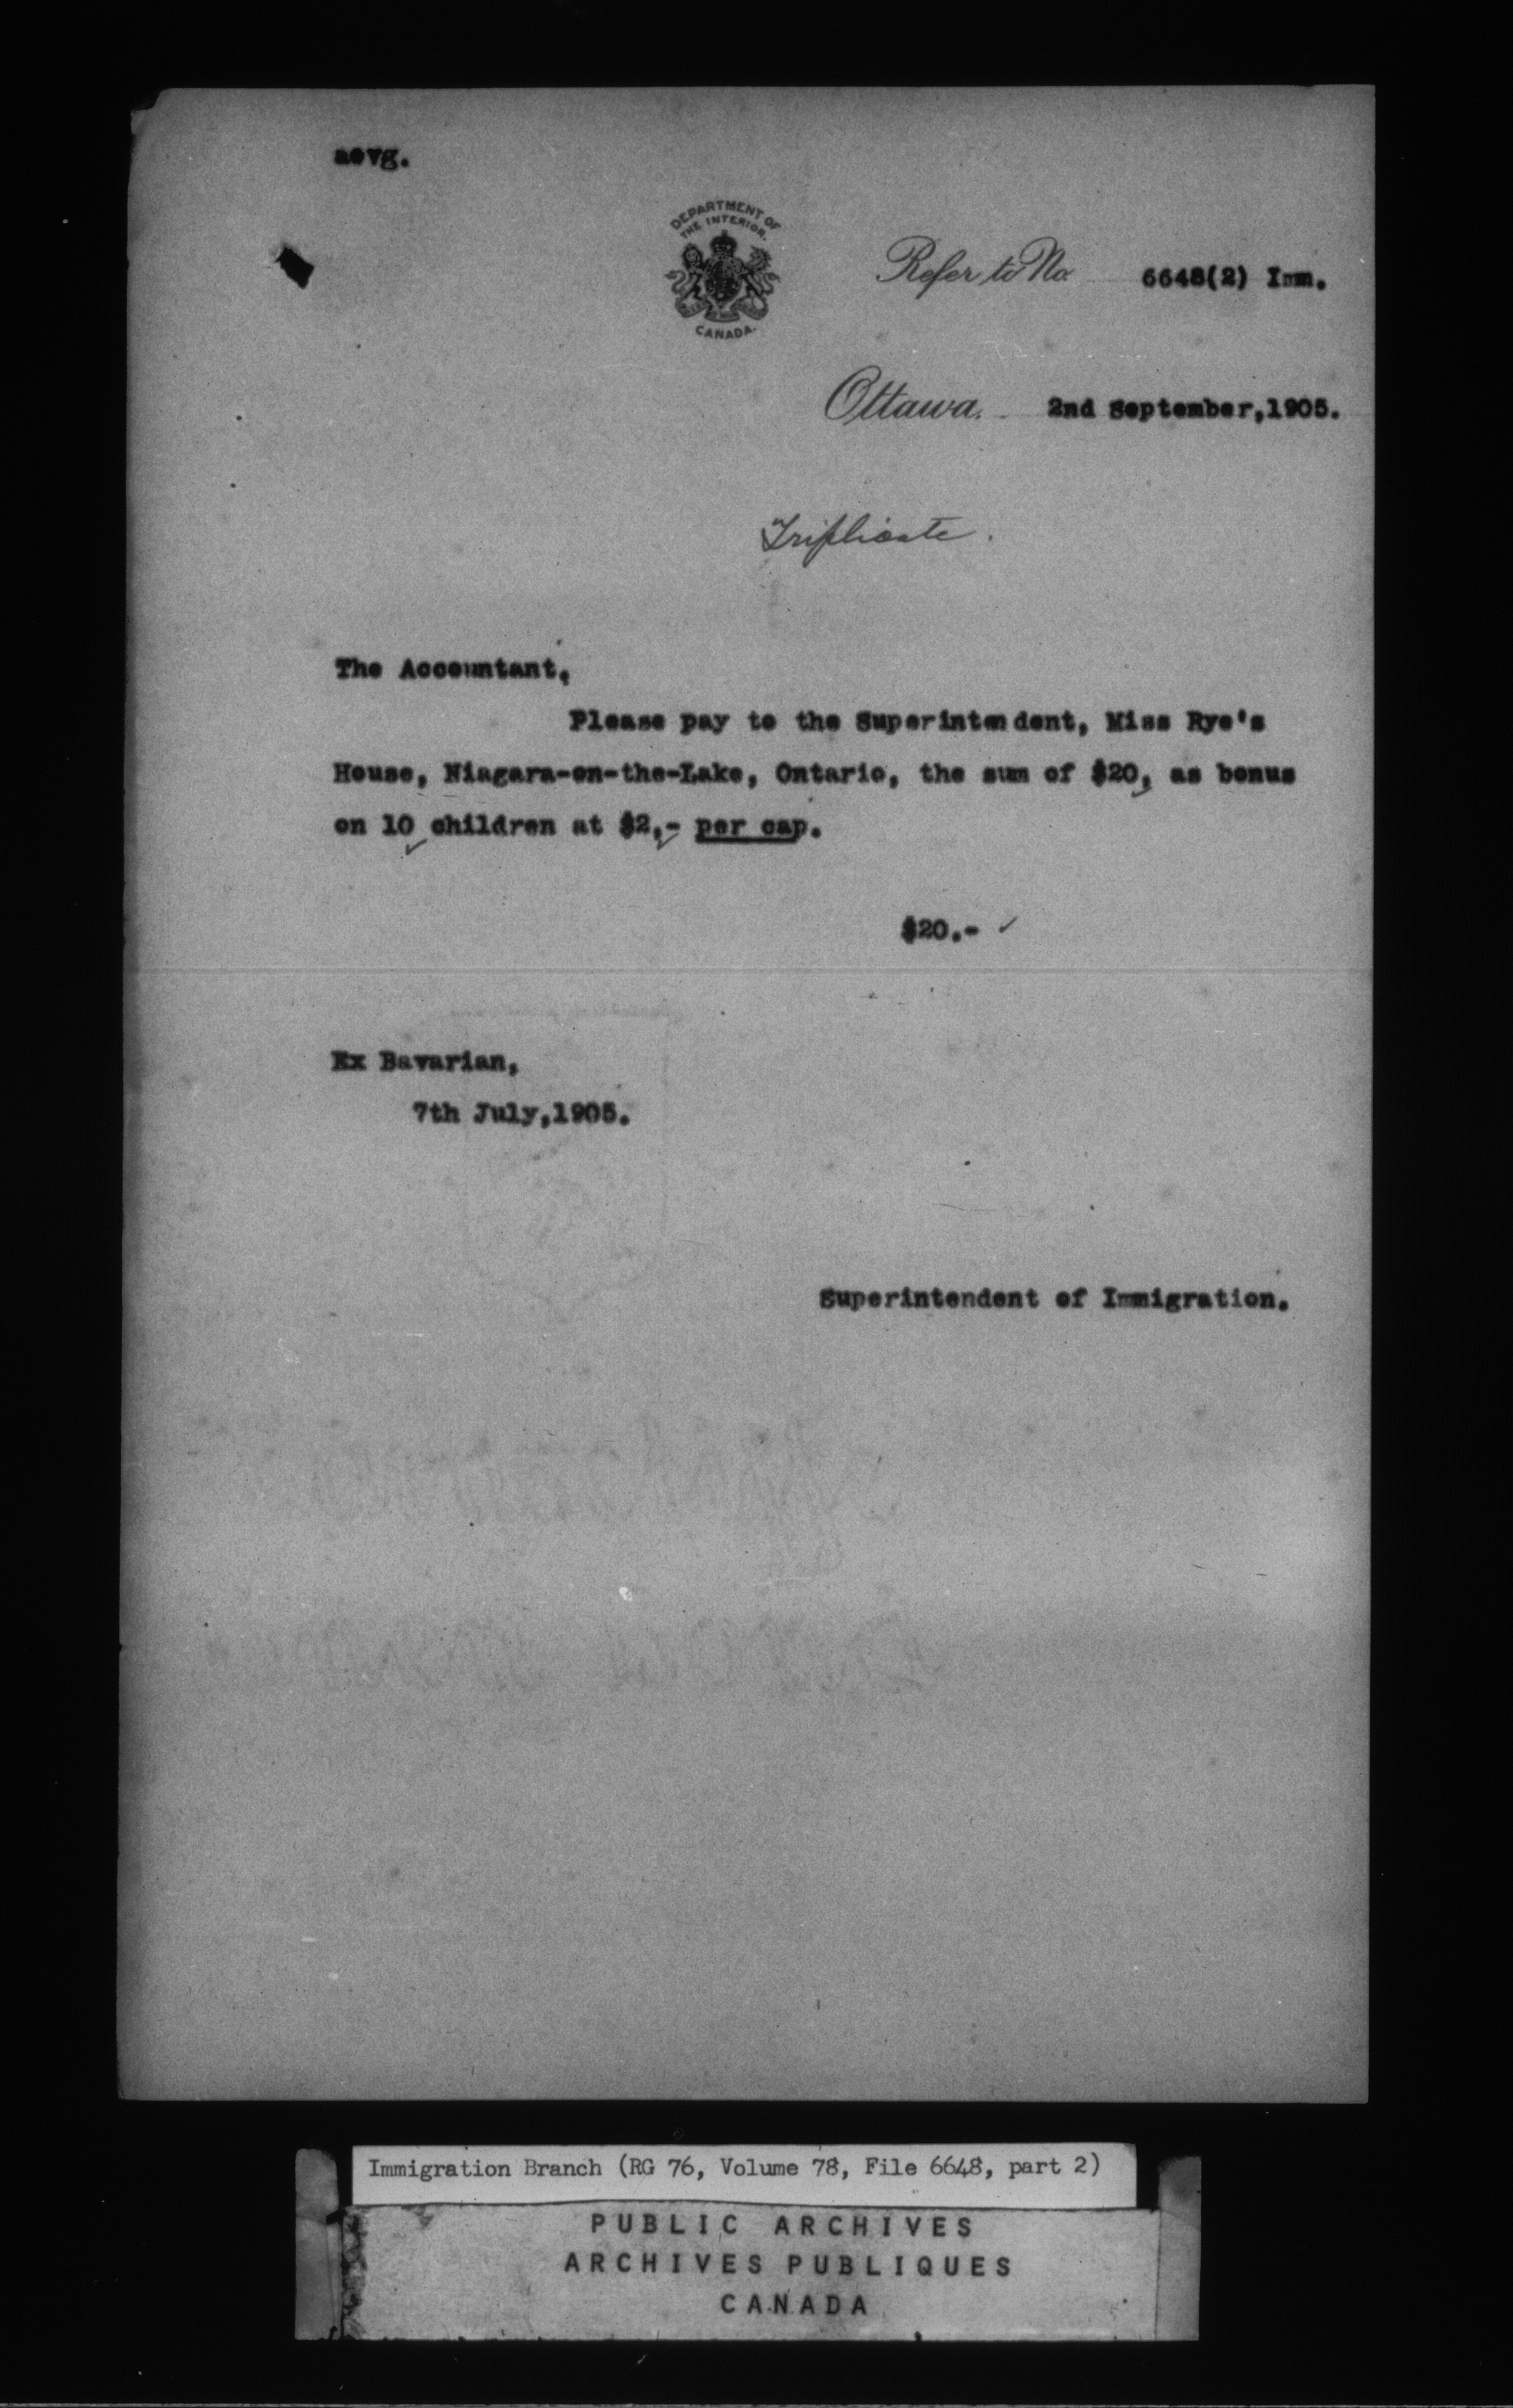 aevg.
DEPARTMENT OF
THE INTERIOR.
CANADA.
Refer to No. 6648(2) Imm.
Ottawa. 2nd September,1905.
Triplicate.
The Accountant,
Please pay to the Superintendent, Miss Rye's
House, Niagara-on-the-Lake, Ontario, the sum of $20, as bonus
on 10 children at $2,- per cap.
$20.-
Ex Bavarian,
7th July,1905.
Superintendent of Immigration.
Immigration Branch (RG 76, Volume 78, File 6648, part 2)
PUBLIC ARCHIVES
ARCHIVES PUBLIQUES
CANADA